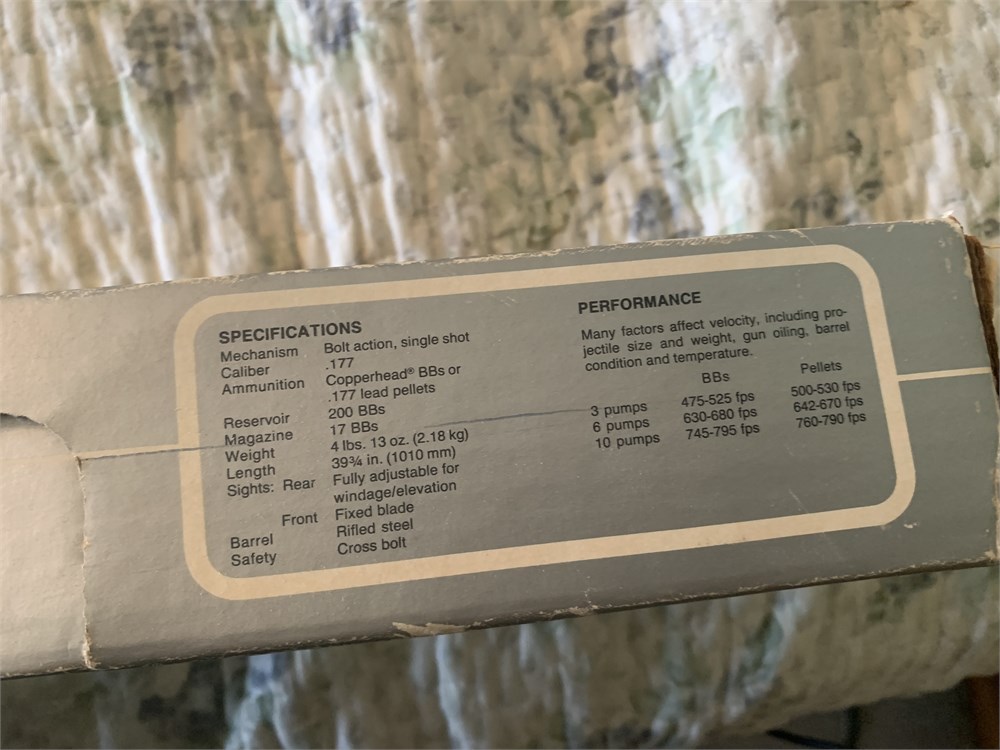 SPECIFICATIONS
Mechanism Bolt action, single shot
Caliber .177
Ammunition Copperhead® BBs or
.177 lead pellets
Reservoir 200 BBs
Magazine 17 BBs
Weight 4 lbs. 13 oz. (2.18 kg)
Length 39¾ in. (1010 mm)
Sights: Rear Fully adjustable for
windage/elevation
Front Fixed blade
Barrel Rifled steel
Safety Cross bolt
PERFORMANCE
Many factors affect velocity, including pro-
jectile size and weight, gun oiling, barrel
condition and temperature.
BBs Pellets
3 pumps 475-525 fps 500-530 fps
6 pumps 630-680 fps 642-670 fps
10 pumps 745-795 fps 760-790 fps